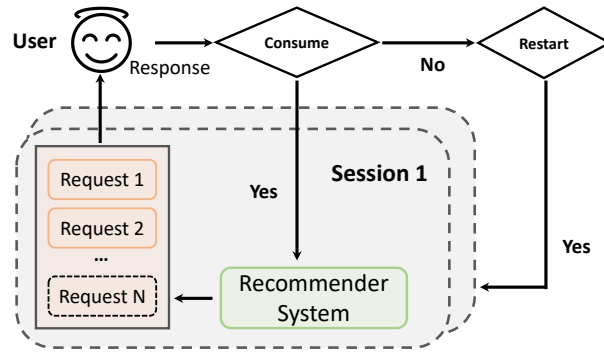 User
Response
Consume
No
Restart
Session 1
Request 1
Request 2
...
Request N
Yes
Recommender
System
Yes